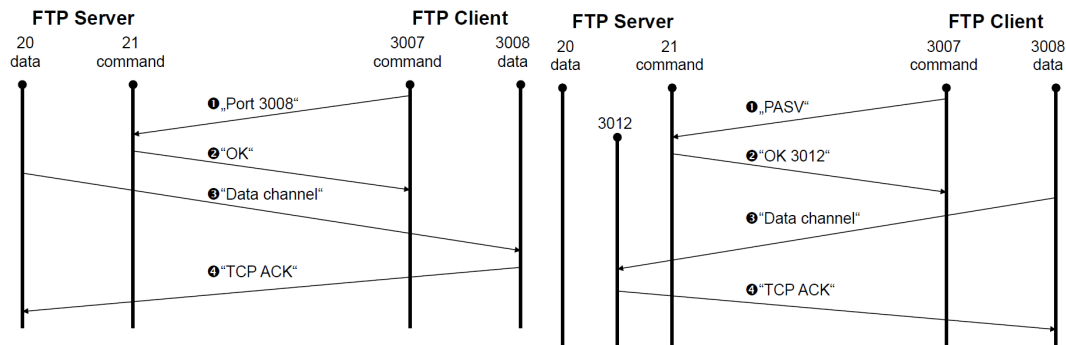 FTP Server FTP Client
20 21 3007 3008
data command command data
❶„Port 3008“
❷“OK“
❸“Data channel“
❹“TCP ACK“
FTP Server FTP Client
20 21 3007 3008
data command command data
❶„PASV“
3012
❷“OK 3012“
❸“Data channel“
❹“TCP ACK“